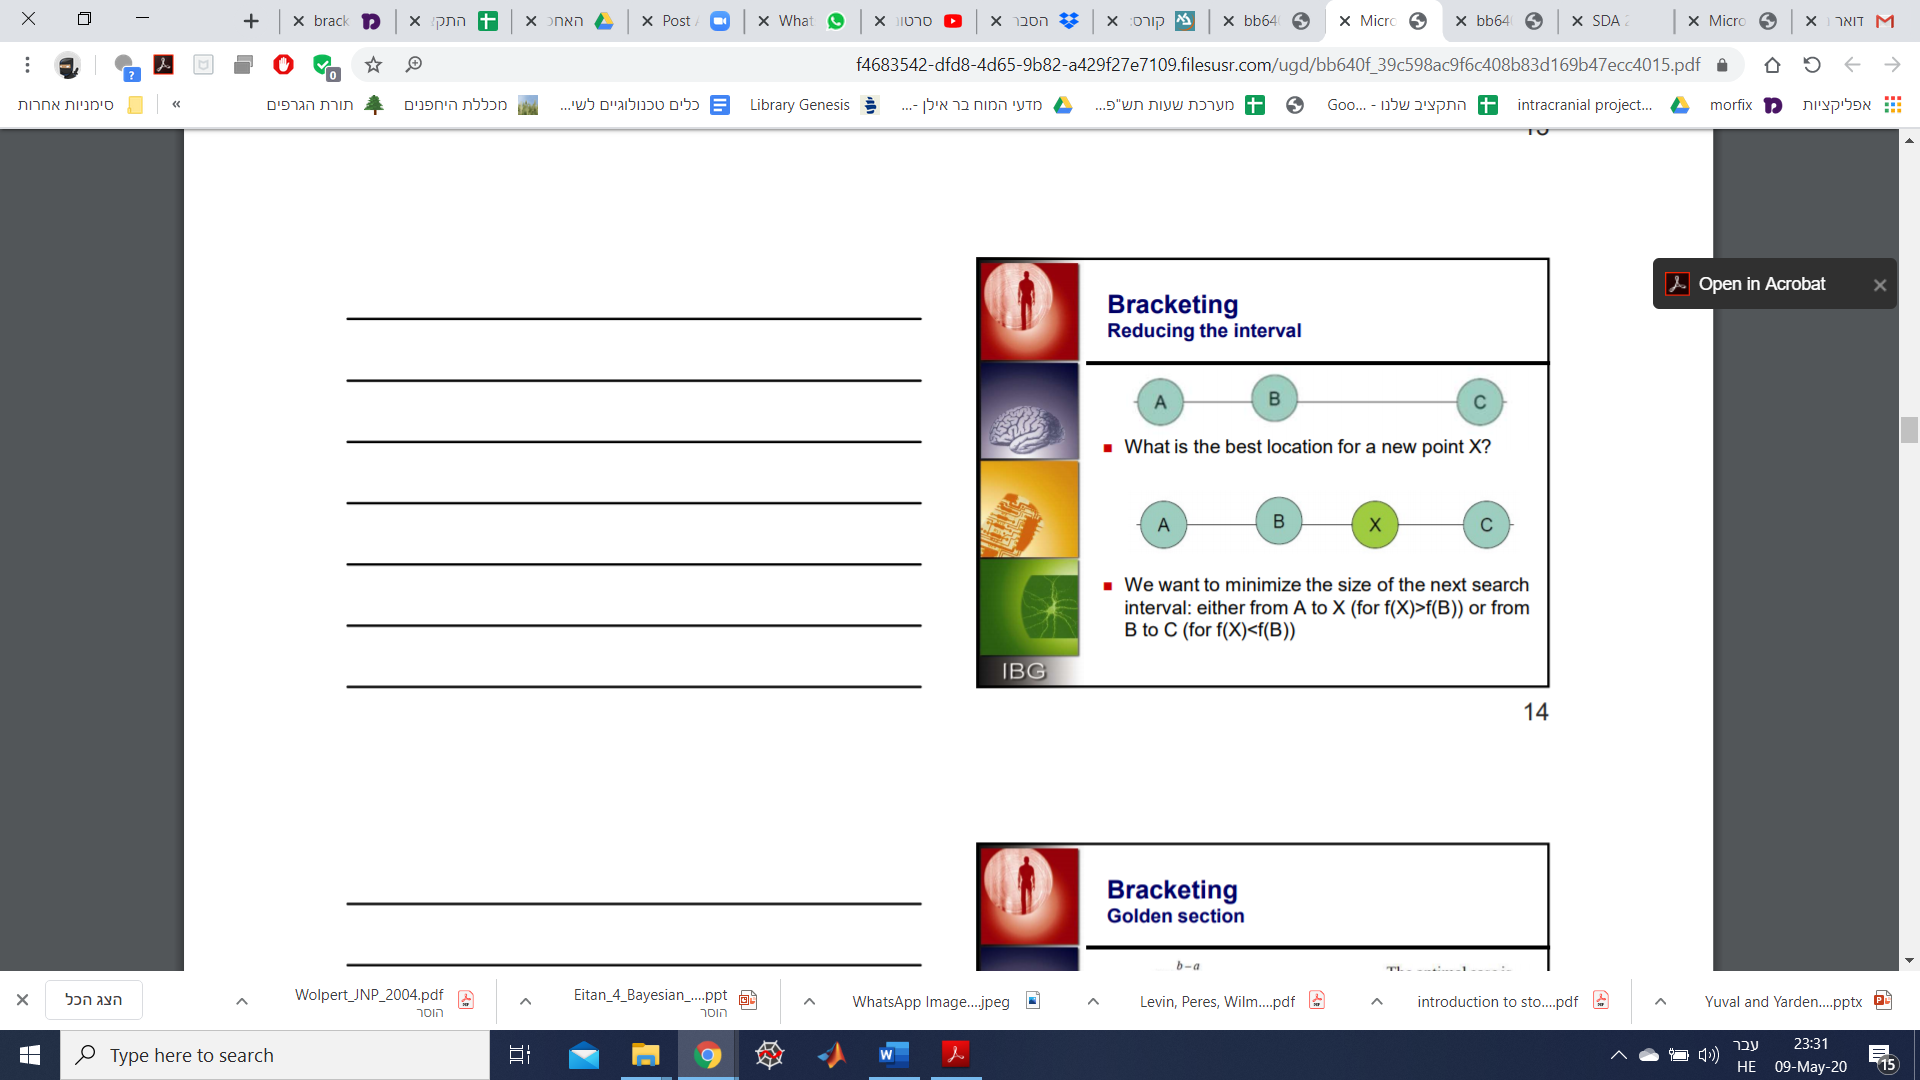 brack
התקצ
האחס
Post /
What
סרטו
הסבר
קורס:
bb640
Micro
bb640
SDA 2
Micro
דואר
0
?
f4683542-dfd8-4d65-9b82-a429f27e7109.filesusr.com/ugd/bb640f_39c598ac9f6c408b83d169b47ecc4015.pdf
אפליקציות
morfix
intracranial project...
התקציב שלנו - Goo...
מערכת שעות תש"פ...
מדעי המוח בר אילן -...
Library Genesis
כלים טכנולוגיים לשי...
מכללת היחפנים
תורת הגרפים
«
סימניות אחרות
Open in Acrobat
Bracketing
Reducing the interval
A B C
What is the best location for a new point X?
A B X C
We want to minimize the size of the next search
interval: either from A to X (for f(X)>f(B)) or from
B to C (for f(X)<f(B))
IBG
14
Bracketing
Golden section
b-a
הצג הכל
Wolpert_JNP_2004.pdf
הוסר
Eitan_4_Bayesian_....ppt
הוסר
WhatsApp Image....jpeg
Levin, Peres, Wilm....pdf
introduction to sto....pdf
Yuval and Yarden....pptx
Type here to search
עבר
HE
23:31
09-May-20
15